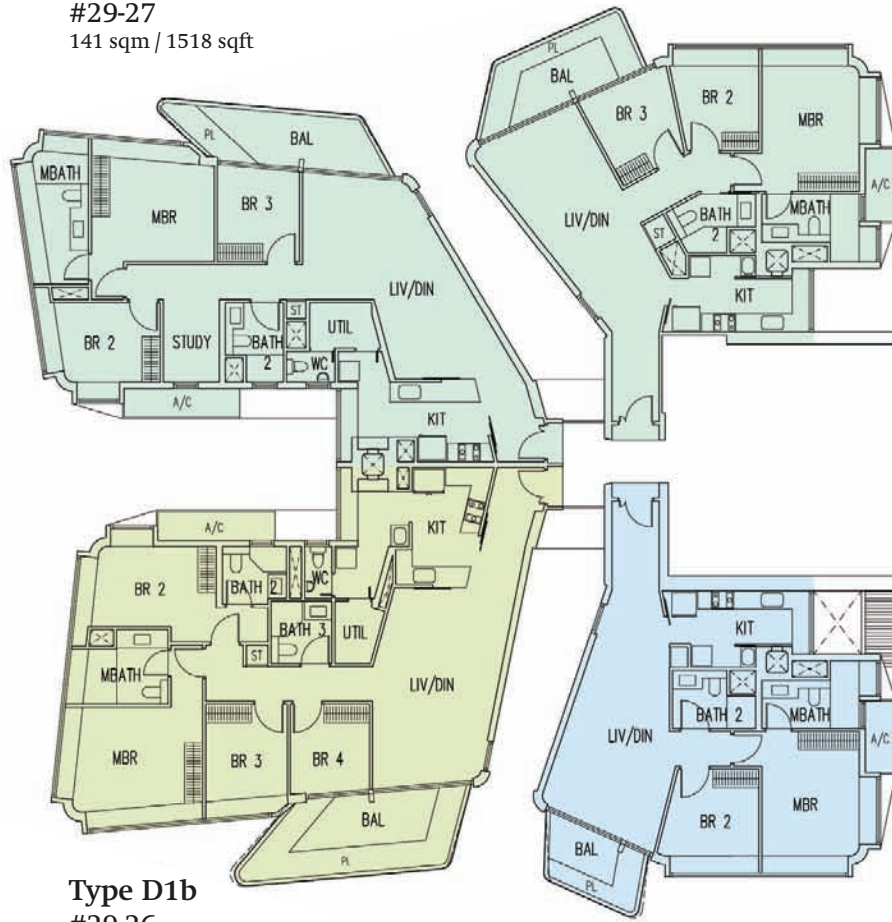 #29-27
141 sqm / 1518 sqft
PL
BAL
BR 3
BR 2
MBR
A/C
LIV/DIN
ST
BATH
2
MBATH
KIT
PL
BAL
MBATH
MBR
BR 3
LIV/DIN
BR 2
STUDY
BATH
2
ST
UTIL
WC
A/C
KIT
A/C
KIT
BR 2
BATH 2
WC
D
BATH 3
UTIL
ST
MBATH
LIV/DIN
MBR
BR 3
BR 4
BAL
PL
KIT
BATH 2
MBATH
A/C
LIV/DIN
BR 2
MBR
BAL
PL
Type D1b
#29-26